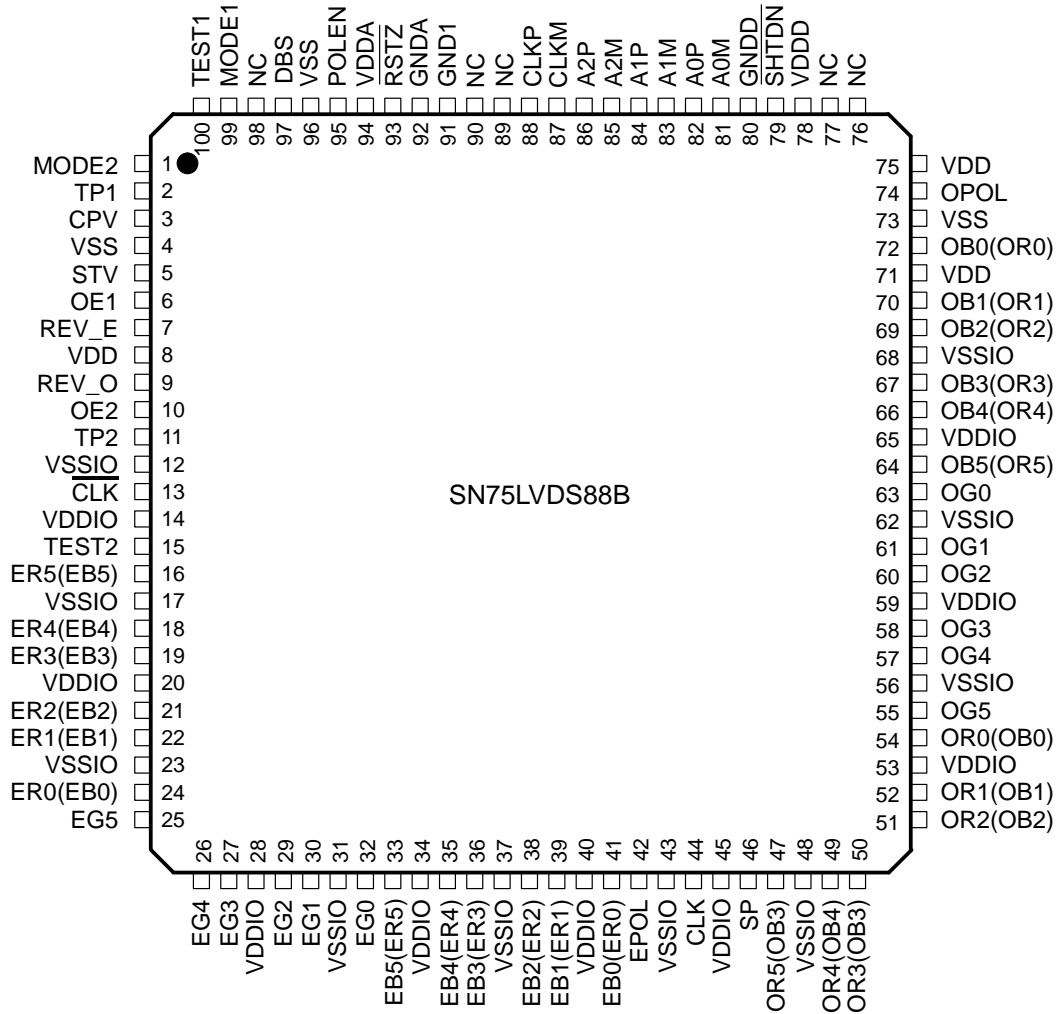 TEST1
MODE1
NC
DBS
VSS
POLEN
VDDA
RSTZ
GNDA
GND1
NC
NC
CLKP
CLKM
A2P
A2M
A1P
A1M
A0P
A0M
GNDD
SHTDN
VDDD
NC
NC
100
99
98
97
96
95
94
93
92
91
90
89
88
87
86
85
84
83
82
81
80
79
78
77
76
MODE2 1
TP1 2
CPV 3
VSS 4
STV 5
OE1 6
REV_E 7
VDD 8
REV_O 9
OE2 10
TP2 11
VSSIO 12
CLK 13
VDDIO 14
TEST2 15
ER5(EB5) 16
VSSIO 17
ER4(EB4) 18
ER3(EB3) 19
VDDIO 20
ER2(EB2) 21
ER1(EB1) 22
VSSIO 23
ER0(EB0) 24
EG5 25
SN75LVDS88B
75 VDD
74 OPOL
73 VSS
72 OB0(OR0)
71 VDD
70 OB1(OR1)
69 OB2(OR2)
68 VSSIO
67 OB3(OR3)
66 OB4(OR4)
65 VDDIO
64 OB5(OR5)
63 OG0
62 VSSIO
61 OG1
60 OG2
59 VDDIO
58 OG3
57 OG4
56 VSSIO
55 OG5
54 OR0(OB0)
53 VDDIO
52 OR1(OB1)
51 OR2(OB2)
26
27
28
29
30
31
32
33
34
35
36
37
38
39
40
41
42
43
44
45
46
47
48
49
50
EG4
EG3
VDDIO
EG2
EG1
VSSIO
EG0
EB5(ER5)
VDDIO
EB4(ER4)
EB3(ER3)
VSSIO
EB2(ER2)
EB1(ER1)
VDDIO
EB0(ER0)
EPOL
VSSIO
CLK
VDDIO
SP
OR5(OB3)
VSSIO
OR4(OB4)
OR3(OB3)